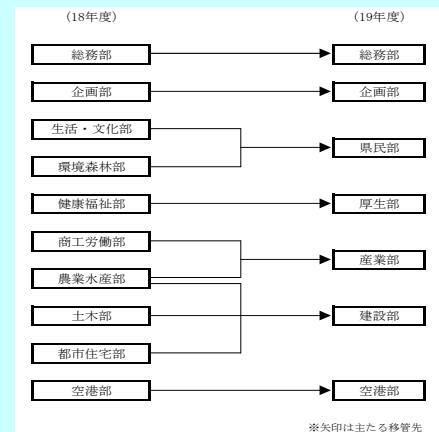 (18年度) (19年度)
総務部 総務部
企画部 企画部
生活・文化部
県民部
環境森林部
健康福祉部 厚生部
商工労働部
産業部
農業水産部
土木部 建設部
都市住宅部
空港部 空港部
※矢印は主たる移管先